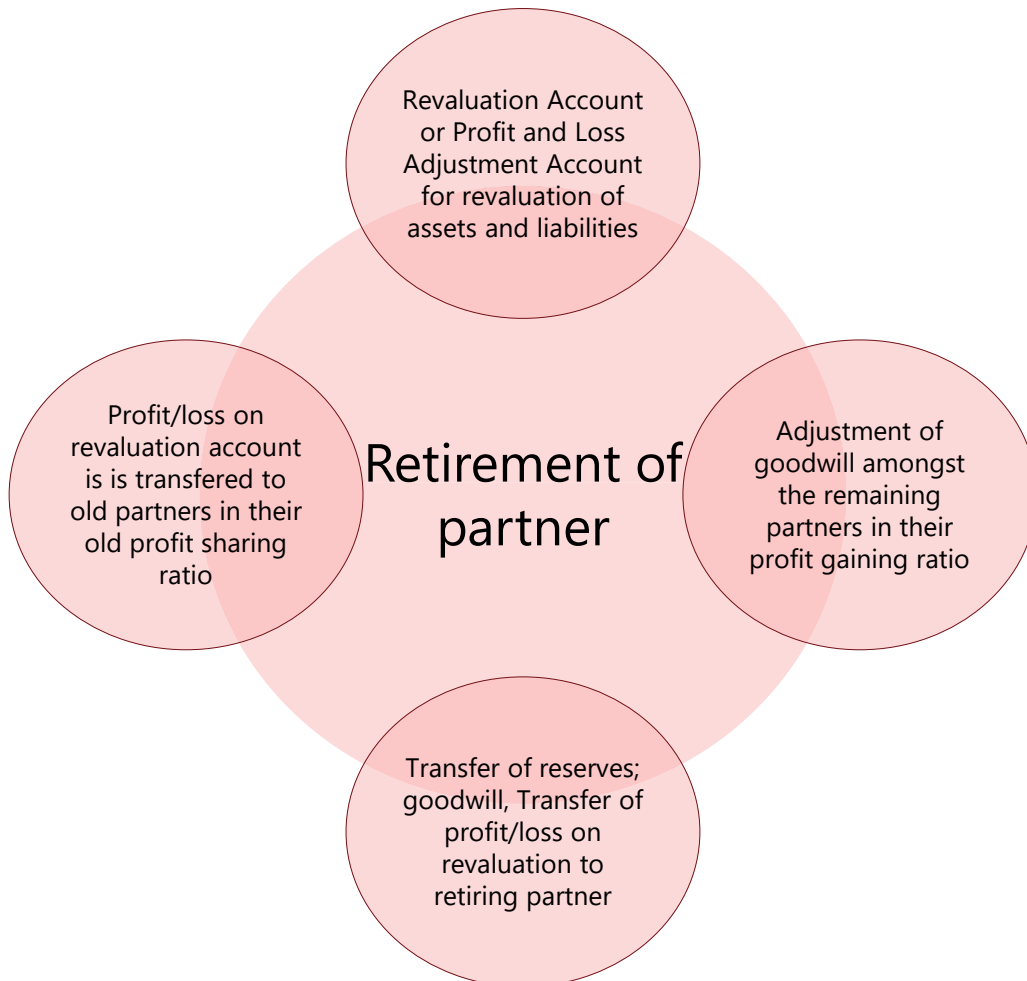 Revaluation Account
or Profit and Loss
Adjustment Account
for revaluation of
assets and liabilities
Profit/loss on
revaluation account
is is transfered to
old partners in their
old profit sharing
ratio
Retirement of
partner
Adjustment of
goodwill amongst
the remaining
partners in their
profit gaining ratio
Transfer of reserves;
goodwill, Transfer of
profit/loss on
revaluation to
retiring partner